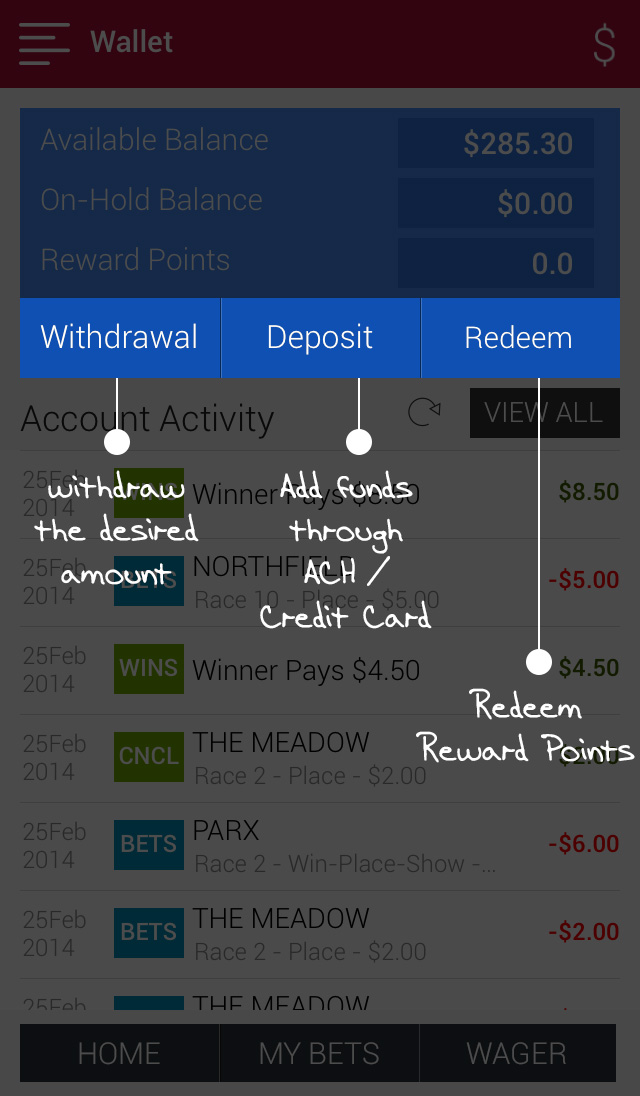 Wallet $
Available Balance $285.30
On-Hold Balance $0.00
Reward Points 0.0
Withdrawal Deposit Redeem
Account Activity VIEW ALL
25Feb 2014 WINS Winner Pays $8.50 $8.50
withdraw the desired amount
Add funds through ACH / Credit Card
25Feb 2014 BETS NORTHFIELD -$5.00
Race 10 - Place - $5.00
25Feb 2014 WINS Winner Pays $4.50 $4.50
Redeem
Reward Points
25Feb 2014 CNCL THE MEADOW $2.00
Race 2 - Place - $2.00
25Feb 2014 BETS PARX -$6.00
Race 2 - Win-Place-Show -...
25Feb 2014 BETS THE MEADOW -$2.00
Race 2 - Place - $2.00
25Feb THE MEADOW
HOME MY BETS WAGER